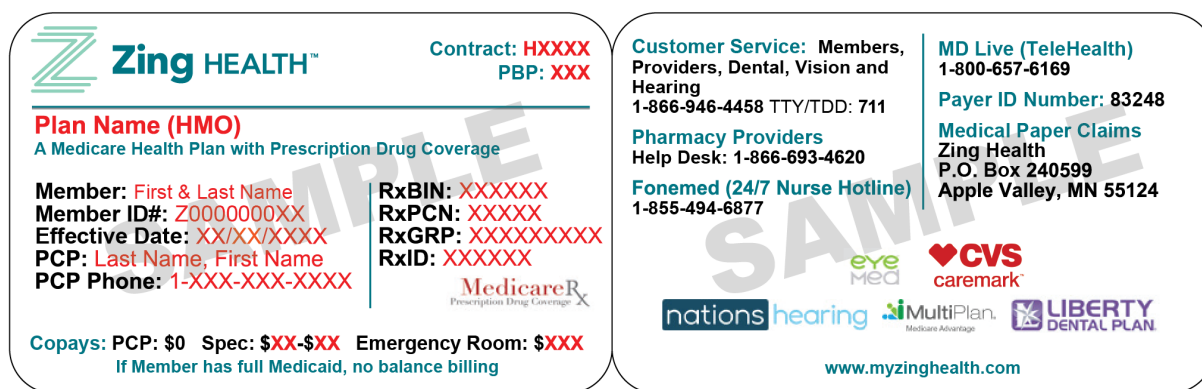 Zing HEALTH™
Contract: HXXXX
PBP: XXX
Plan Name (HMO)
A Medicare Health Plan with Prescription Drug Coverage
Member: First & Last Name
Member ID#: Z0000000XX
Effective Date: XX/XX/XXXX
PCP: Last Name, First Name
PCP Phone: 1-XXX-XXX-XXXX
RxBIN: XXXXXX
RxPCN: XXXXX
RxGRP: XXXXXXXXX
RxID: XXXXXX
MedicareRx
Prescription Drug Coverage
SAMPLE
Copays: PCP: $0 Spec: $XX-$XX Emergency Room: $XXX
If Member has full Medicaid, no balance billing
Customer Service: Members,
Providers, Dental, Vision and
Hearing
1-866-946-4458 TTY/TDD: 711
Pharmacy Providers
Help Desk: 1-866-693-4620
Fonemed (24/7 Nurse Hotline)
1-855-494-6877
MD Live (TeleHealth)
1-800-657-6169
Payer ID Number: 83248
Medical Paper Claims
Zing Health
P.O. Box 240599
Apple Valley, MN 55124
SAMPLE
eye
Med
CVS
caremark™
nations hearing
MultiPlan.
Medicare Advantage
LIBERTY
DENTAL PLAN.
www.myzinghealth.com